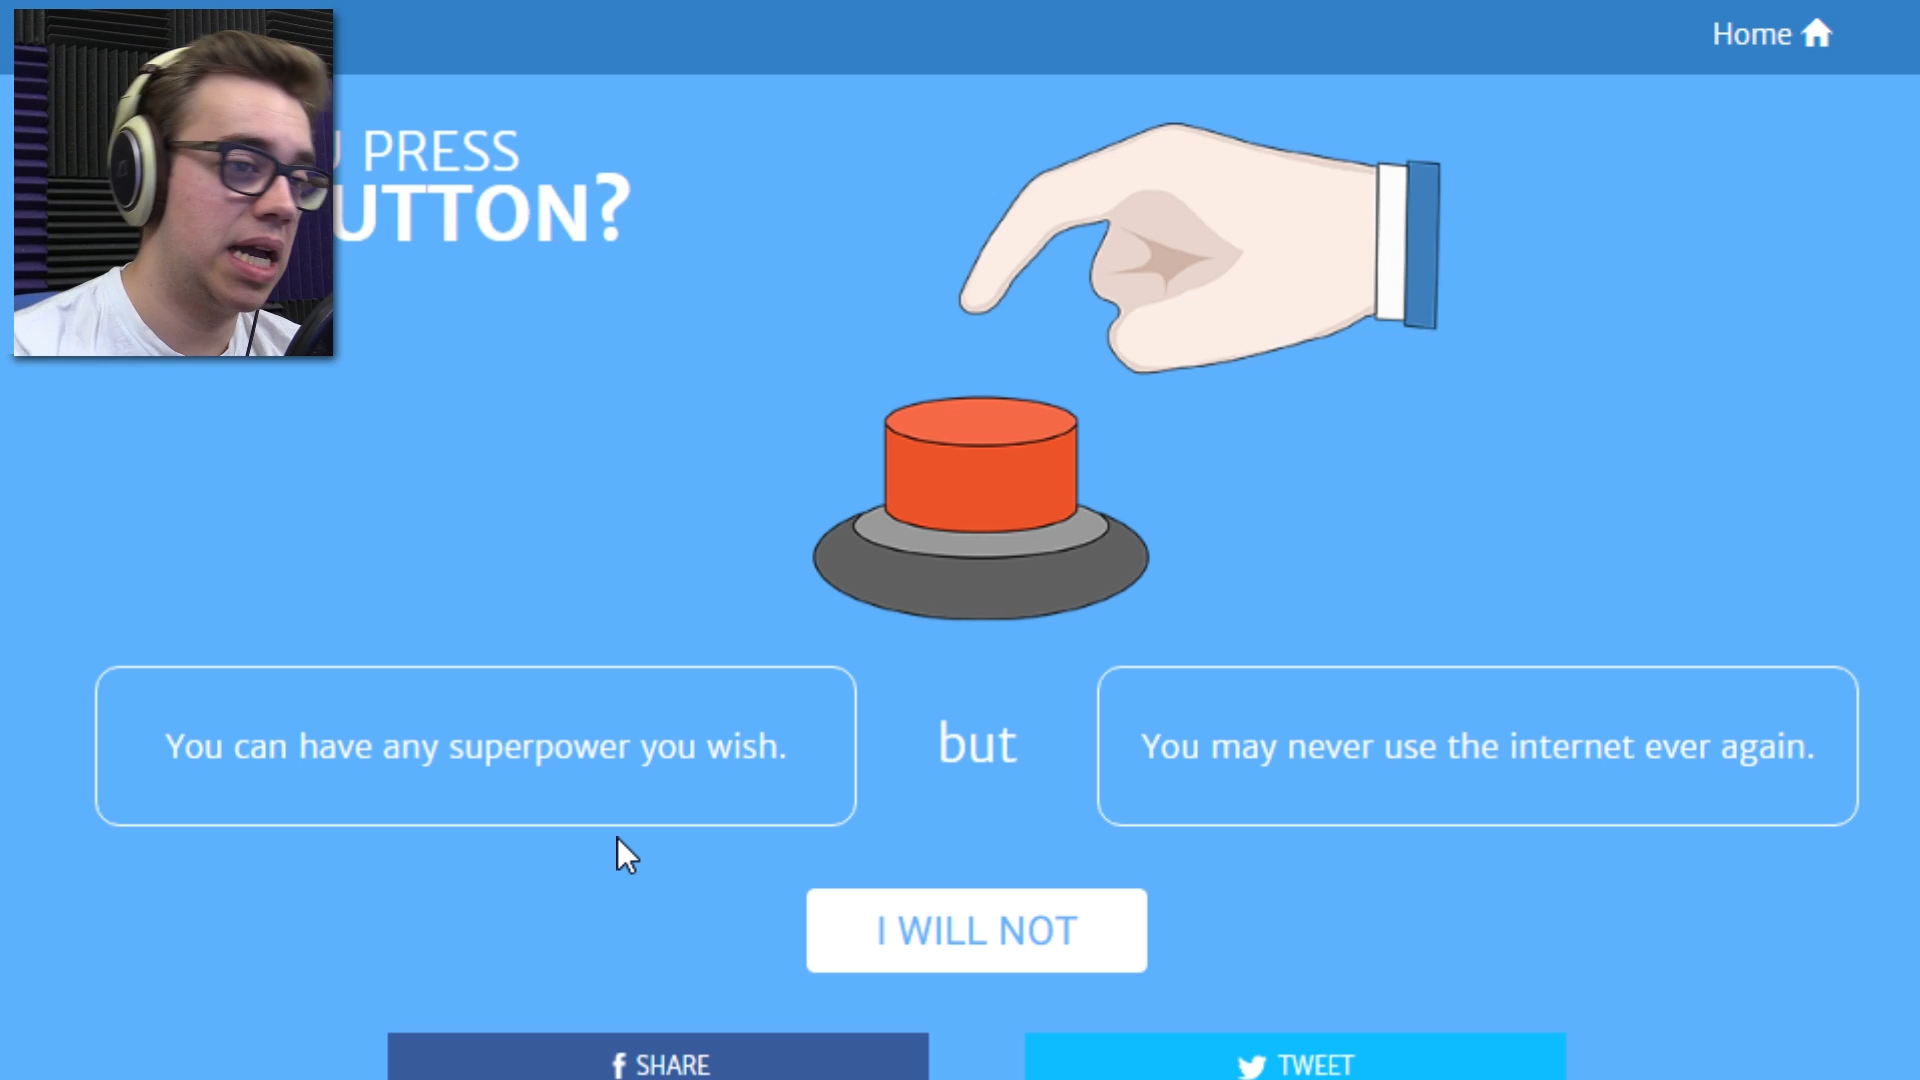 Home
PRESS
UTTON?
You can have any superpower you wish.
but
You may never use the internet ever again.
I WILL NOT
SHARE
TWEET